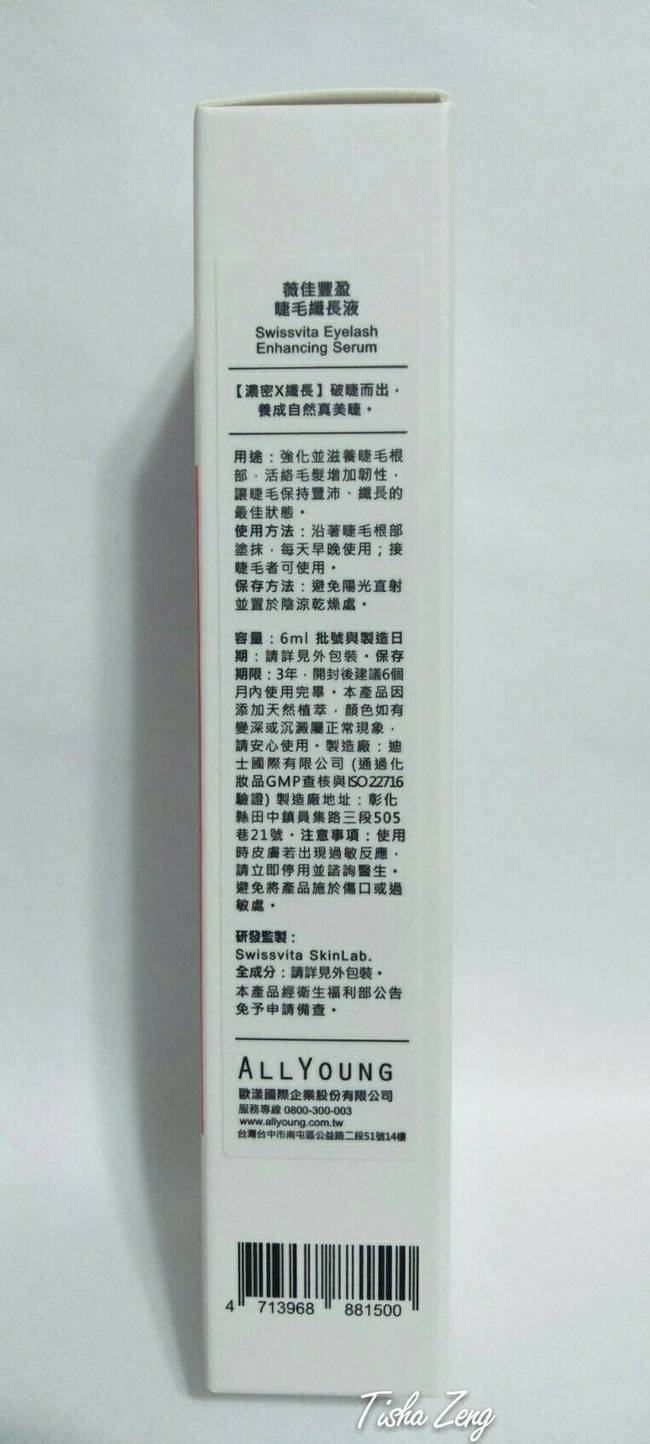 薇佳豐盈
睫毛纖長液
Swissvita Eyelash
Enhancing Serum
【濃密X纖長】破睫而出，
養成自然真美睫。
用途：強化並滋養睫毛根
部，活絡毛髮增加韌性，
讓睫毛保持豐沛、纖長的
最佳狀態。
使用方法：沿著睫毛根部
塗抹，每天早晚使用；接
睫毛者可使用。
保存方法：避免陽光直射
並置於陰涼乾燥處。
容量：6ml 批號與製造日
期：請詳見外包裝。保存
期限：3年，開封後建議6個
月內使用完畢。本產品因
添加天然植萃，顏色如有
變深或沉澱屬正常現象，
請安心使用。製造廠：迪
士國際有限公司 (通過化
妝品GMP查核與ISO22716
驗證) 製造廠地址：彰化
縣田中鎮員集路三段505
巷21號。注意事項：使用
時皮膚若出現過敏反應，
請立即停用並諮詢醫生。
避免將產品施於傷口或過
敏處。
研發監製：
Swissvita SkinLab.
全成分：請詳見外包裝。
本產品經衛生福利部公告
免予申請備查。
ALLYOUNG
歐漾國際企業股份有限公司
服務專線 0800-300-003
www.allyoung.com.tw
台灣台中市南屯區公益路二段51號14樓
4 713968 881500
Tisha Zeng